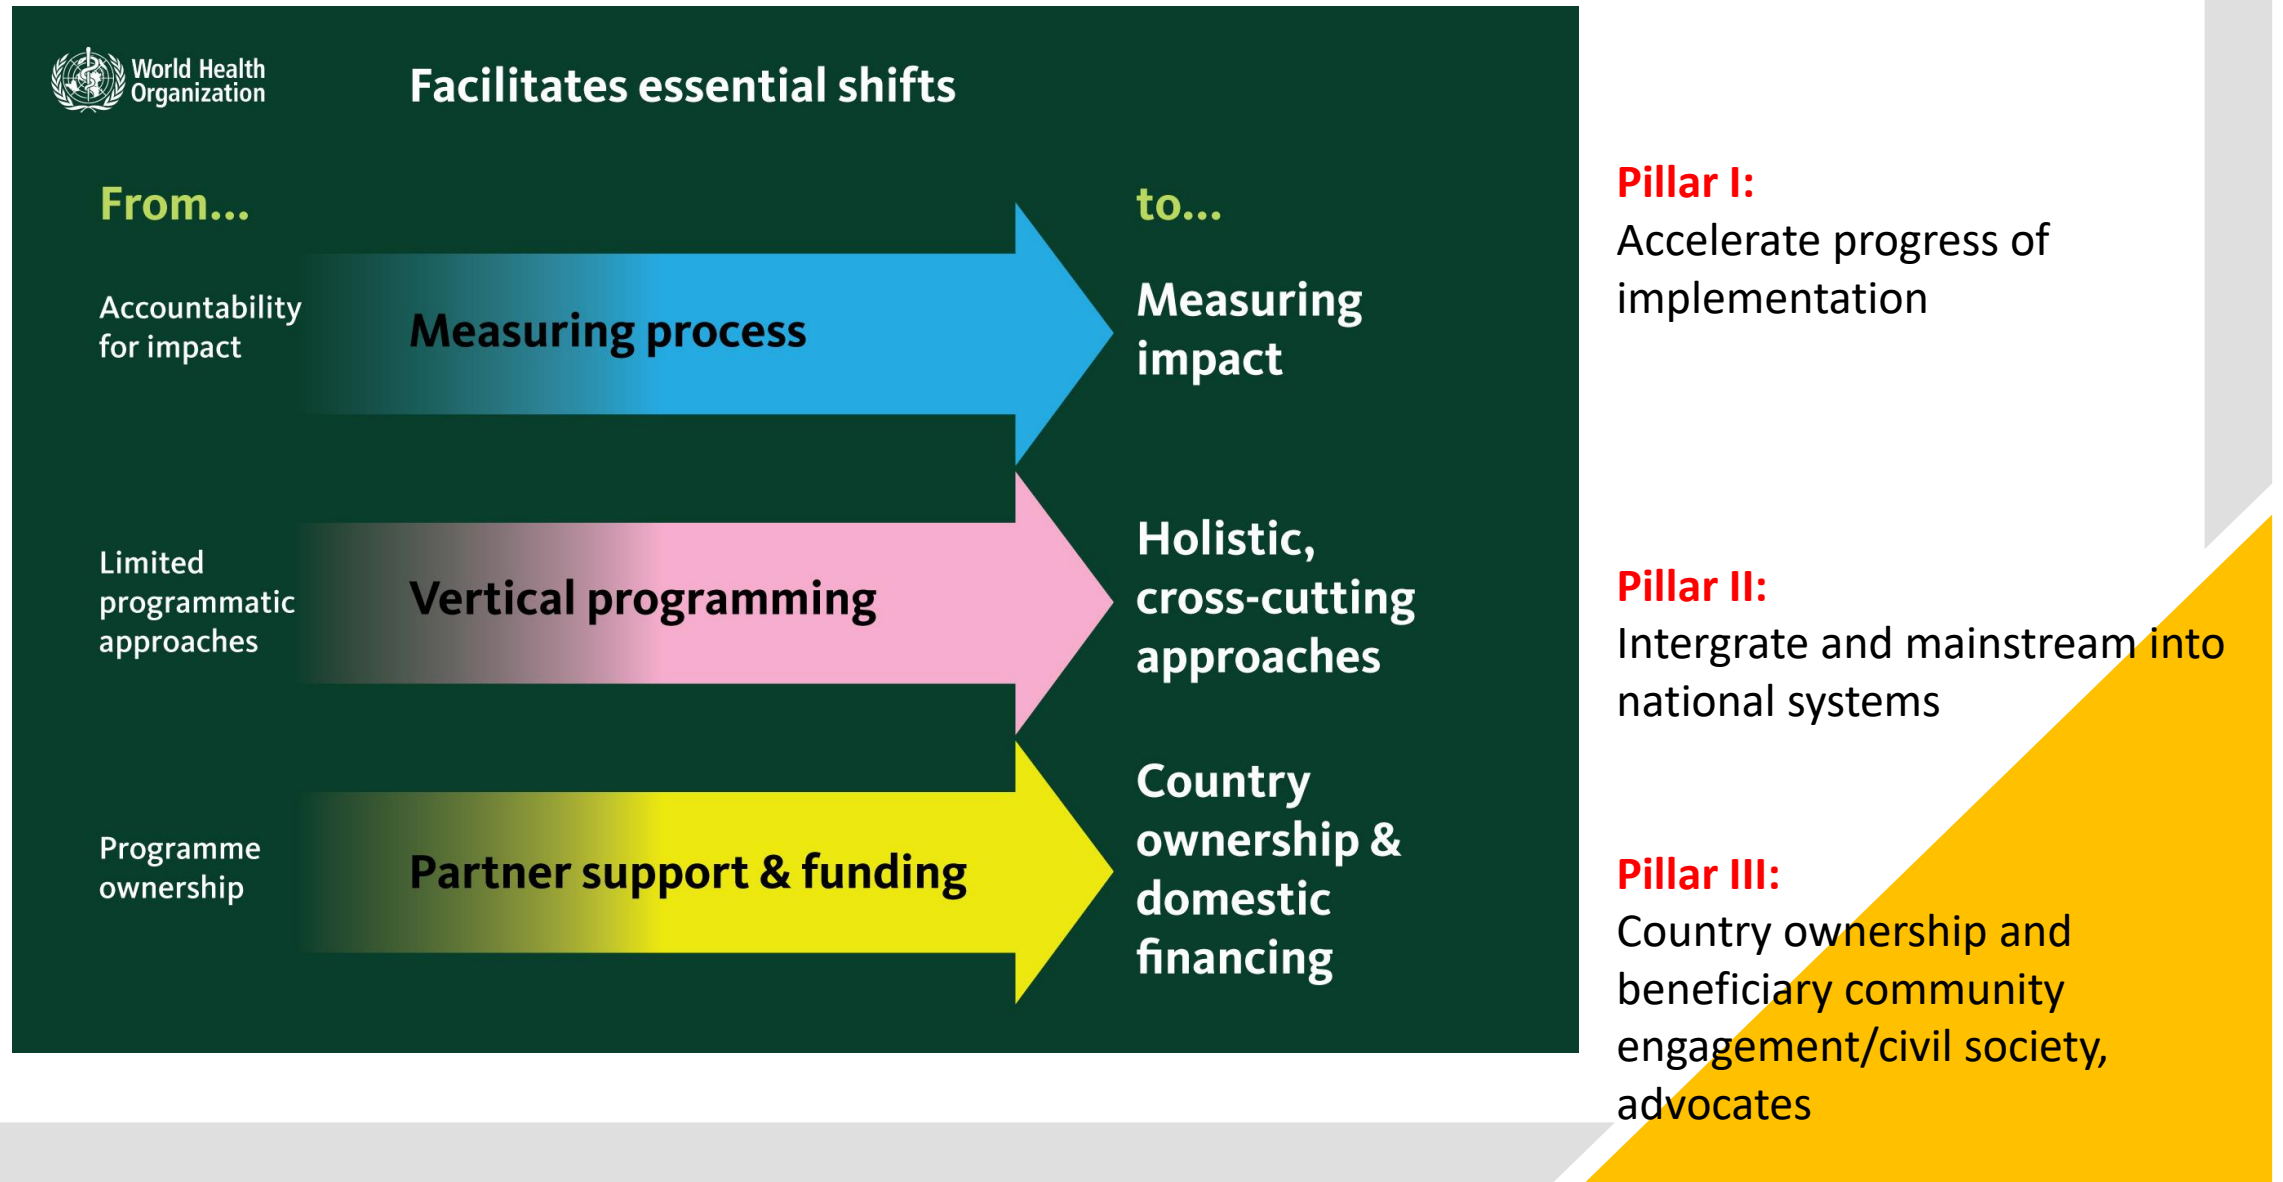 World Health
Organization
Facilitates essential shifts
From...
to...
Accountability
for impact
Measuring process
Measuring
impact
Limited
programmatic
approaches
Vertical programming
Holistic,
cross-cutting
approaches
Programme
ownership
Partner support & funding
Country
ownership &
domestic
financing
Pillar I:
Accelerate progress of
implementation
Pillar II:
Intergrate and mainstream into
national systems
Pillar III:
Country ownership and
beneficiary community
engagement/civil society,
advocates